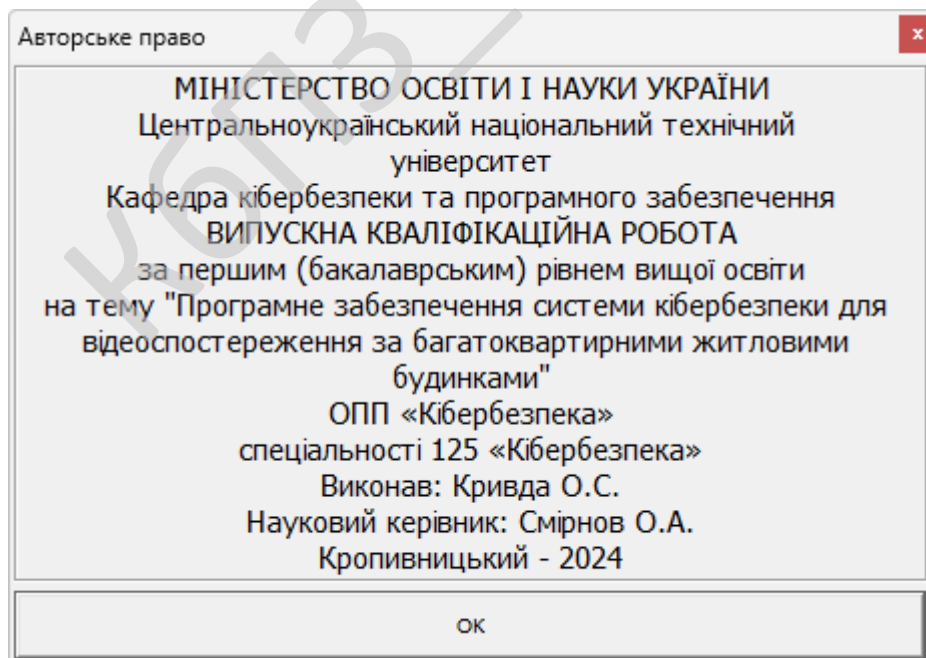 Авторське право
x
МІНІСТЕРСТВО ОСВІТИ І НАУКИ УКРАЇНИ
Центральноукраїнський національний технічний
університет
Кафедра кібербезпеки та програмного забезпечення
ВИПУСКНА КВАЛІФІКАЦІЙНА РОБОТА
за першим (бакалаврським) рівнем вищої освіти
на тему "Програмне забезпечення системи кібербезпеки для
відеоспостереження за багатоквартирними житловими
будинками"
ОПП «Кібербезпека»
спеціальності 125 «Кібербезпека»
Виконав: Кривда О.С.
Науковий керівник: Смірнов О.А.
Кропивницький - 2024
ОК
КбПЗ_